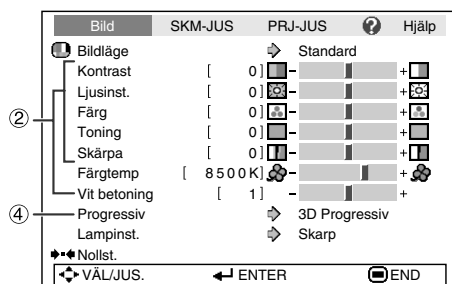 Bild SKM-JUS PRJ-JUS ? Hjälp
Bildläge Standard
Kontrast [ 0] - +
② Ljusinst. [ 0] - +
Färg [ 0] - +
Toning [ 0] - +
Skärpa [ 0] - +
Färgtemp [ 8500K] - +
Vit betoning [ 1] - +
④ Progressiv 3D Progressiv
Lampinst. Skarp
Nollst.
VÄL/JUS. ENTER END